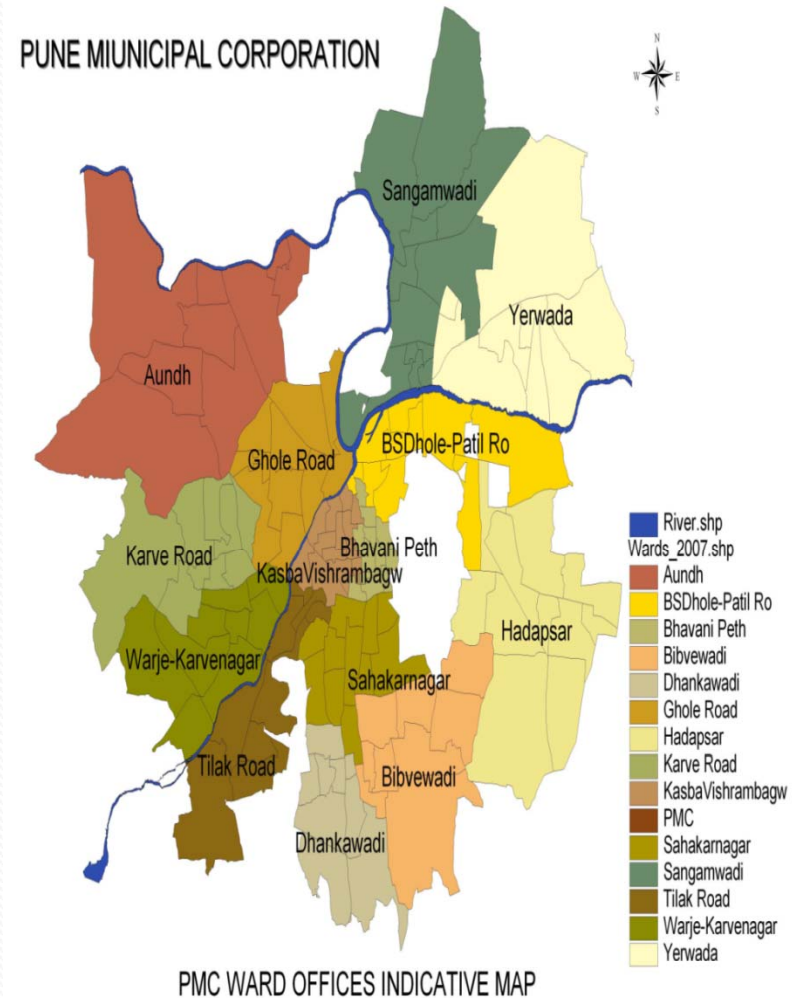 PUNE MIUNICIPAL CORPORATION
N
W E
S
Sangamwadi
Yerwada
Aundh
BSDhole-Patil Ro
Ghole Road
Bhavani Peth
Karve Road
KasbaVishrambagw
Hadapsar
Warje-Karvenagar
Sahakarnagar
Tilak Road
Bibvewadi
Dhankawadi
River.shp
Wards_2007.shp
Aundh
BSDhole-Patil Ro
Bhavani Peth
Bibvewadi
Dhankawadi
Ghole Road
Hadapsar
Karve Road
KasbaVishrambagw
PMC
Sahakarnagar
Sangamwadi
Tilak Road
Warje-Karvenagar
Yerwada
PMC WARD OFFICES INDICATIVE MAP